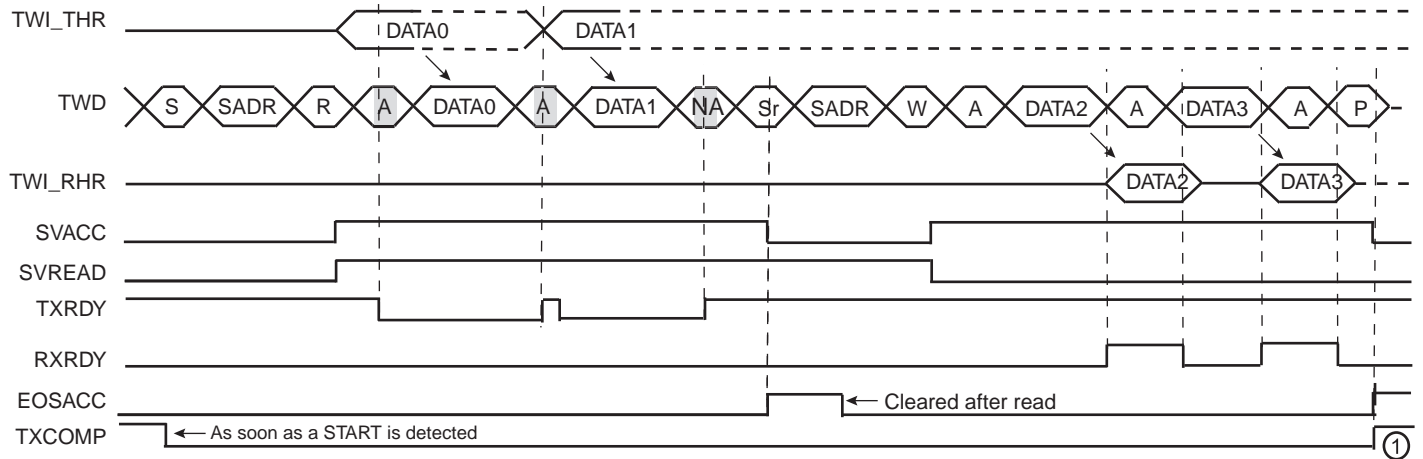 TWI_THR DATA0 DATA1
TWD S SADR R A DATA0 A DATA1 NA Sr SADR W A DATA2 A DATA3 A P
TWI_RHR DATA2 DATA3
SVACC
SVREAD
TXRDY
RXRDY
EOSACC Cleared after read
TXCOMP As soon as a START is detected 1